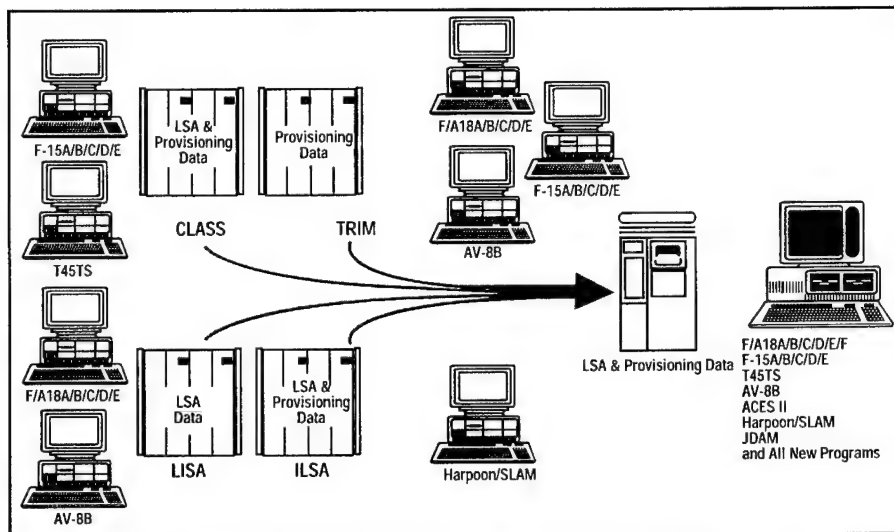 F-15A/B/C/D/E
LSA &
Provisioning
Data
Provisioning
Data
F/A18A/B/C/D/E
F-15A/B/C/D/E
T45TS
CLASS
TRIM
AV-8B
F/A18A/B/C/D/E
LSA
Data
LISA
LSA &
Provisioning
Data
ILSA
AV-8B
Harpoon/SLAM
LSA & Provisioning Data
F/A18A/B/C/D/E/F
F-15A/B/C/D/E
T45TS
AV-8B
ACES II
Harpoon/SLAM
JDAM
and All New Programs